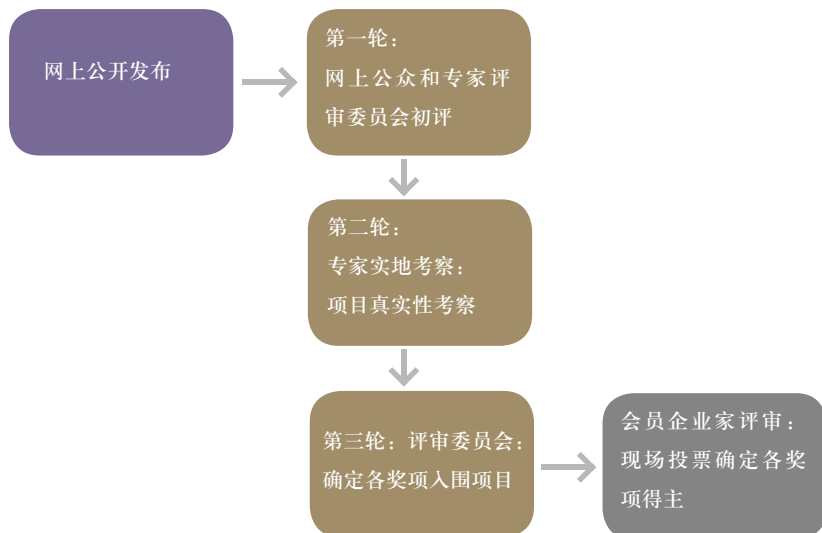 网上公开发布
第一轮：
网上公众和专家评
审委员会初评
第二轮：
专家实地考察：
项目真实性考察
第三轮：评审委员会：
确定各奖项入围项目
会员企业家评审：
现场投票确定各奖
项得主